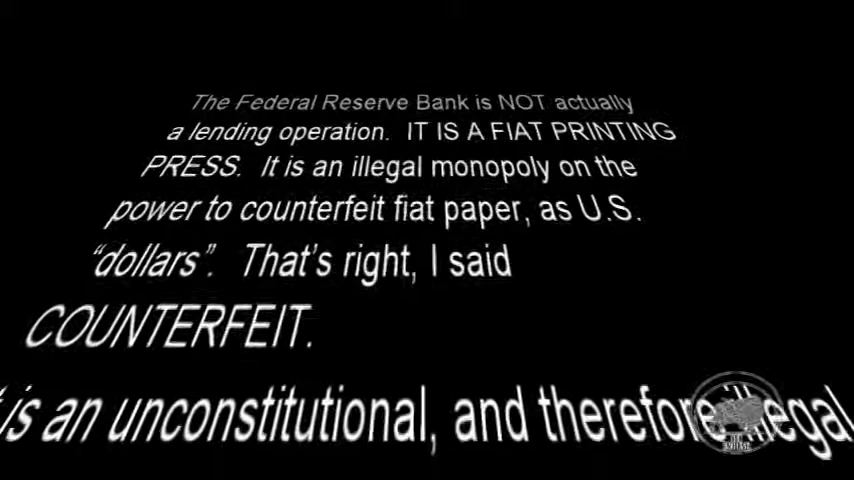 The Federal Reserve Bank is NOT actually
a lending operation. IT IS A FIAT PRINTING
PRESS. It is an illegal monopoly on the
power to counterfeit fiat paper, as U.S.
“dollars”. That’s right, I said
COUNTERFEIT.
is an unconstitutional, and therefore illegal